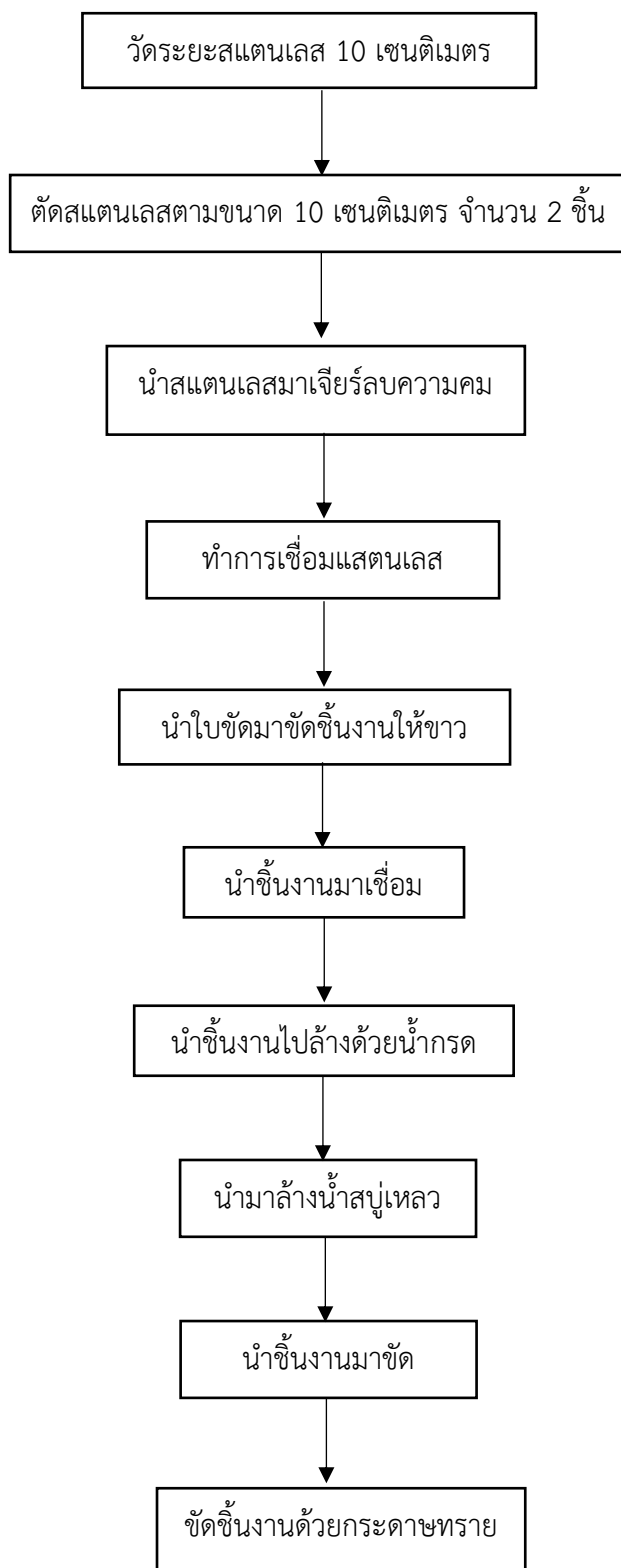 วัดระยะสแตนเลส 10 เซนติเมตร
ตัดสแตนเลสตามขนาด 10 เซนติเมตร จำนวน 2 ชิ้น
นำสแตนเลสมาเจียร์ลบความคม
ทำการเชื่อมแสตนเลส
นำใบขัดมาขัดชิ้นงานให้ขาว
นำชิ้นงานมาเชื่อม
นำชิ้นงานไปล้างด้วยน้ำกรด
นำมาล้างน้ำสบู่เหลว
นำชิ้นงานมาขัด
ขัดชิ้นงานด้วยกระดาษทราย